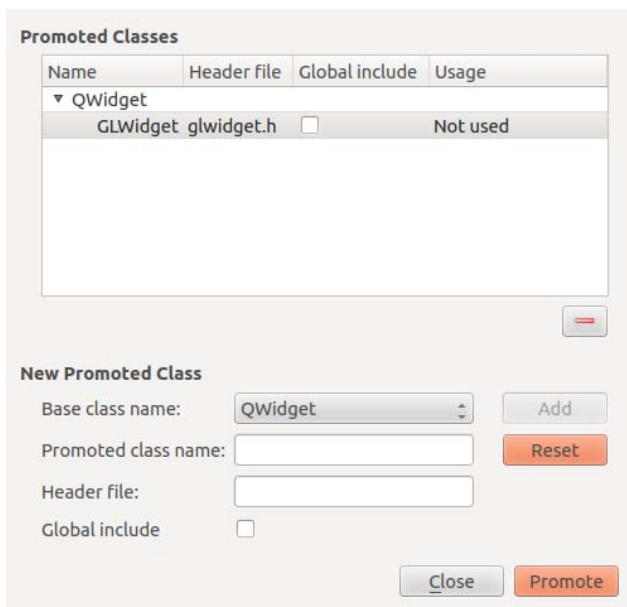 Promoted Classes
Name Header file Global include Usage
QWidget
GLWidget glwidget.h Not used
New Promoted Class
Base class name: QWidget Add
Promoted class name: Reset
Header file:
Global include
Close Promote